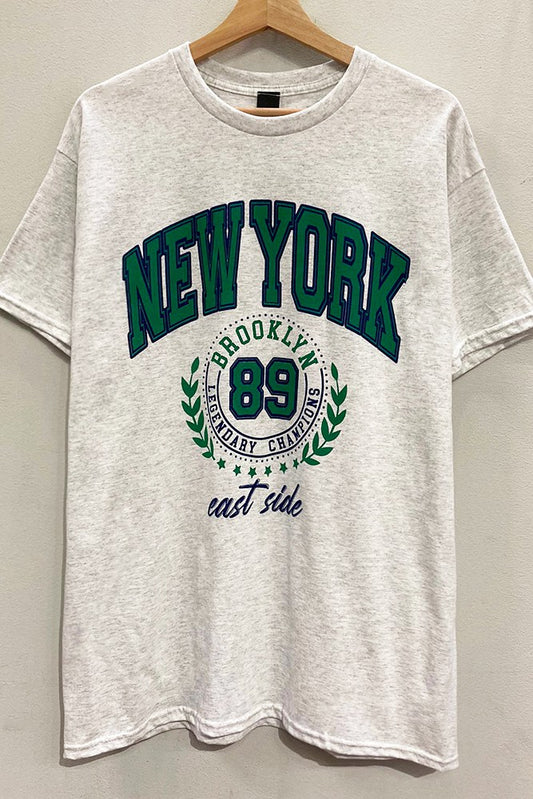 NEW YORK
BROOKLYN
89
LEGENDARY CHAMPIONS
east side